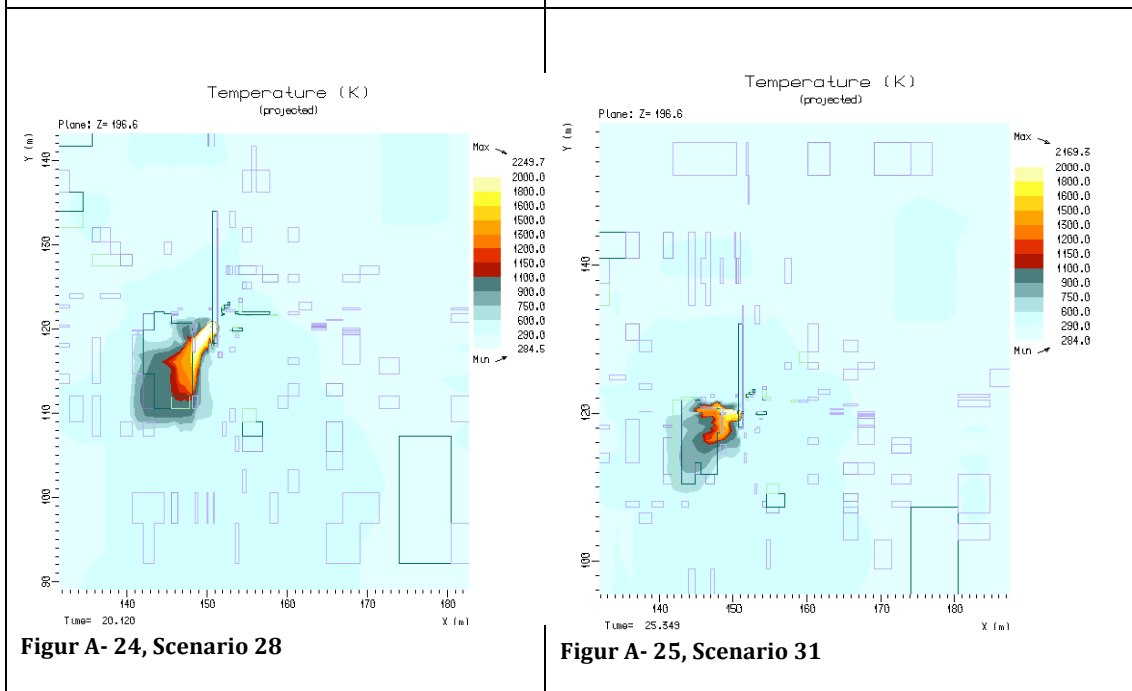 Temperature (K)
(projected)
Plane: Z= 196.6
Y (m)
Max
2249.7
2000.0
1800.0
1600.0
1500.0
1200.0
1150.0
1100.0
900.0
750.0
600.0
290.0
284.5
Min
140
130
120
110
100
90
140
150
160
170
180
Time= 20.120
X (m)
Figur A- 24, Scenario 28
Temperature (K)
(projected)
Plane: Z= 196.6
Y (m)
Max
2169.3
2000.0
1800.0
1600.0
1500.0
1200.0
1150.0
1100.0
900.0
750.0
600.0
290.0
284.0
Min
140
120
100
140
150
160
170
180
Time= 25.349
X (m)
Figur A- 25, Scenario 31